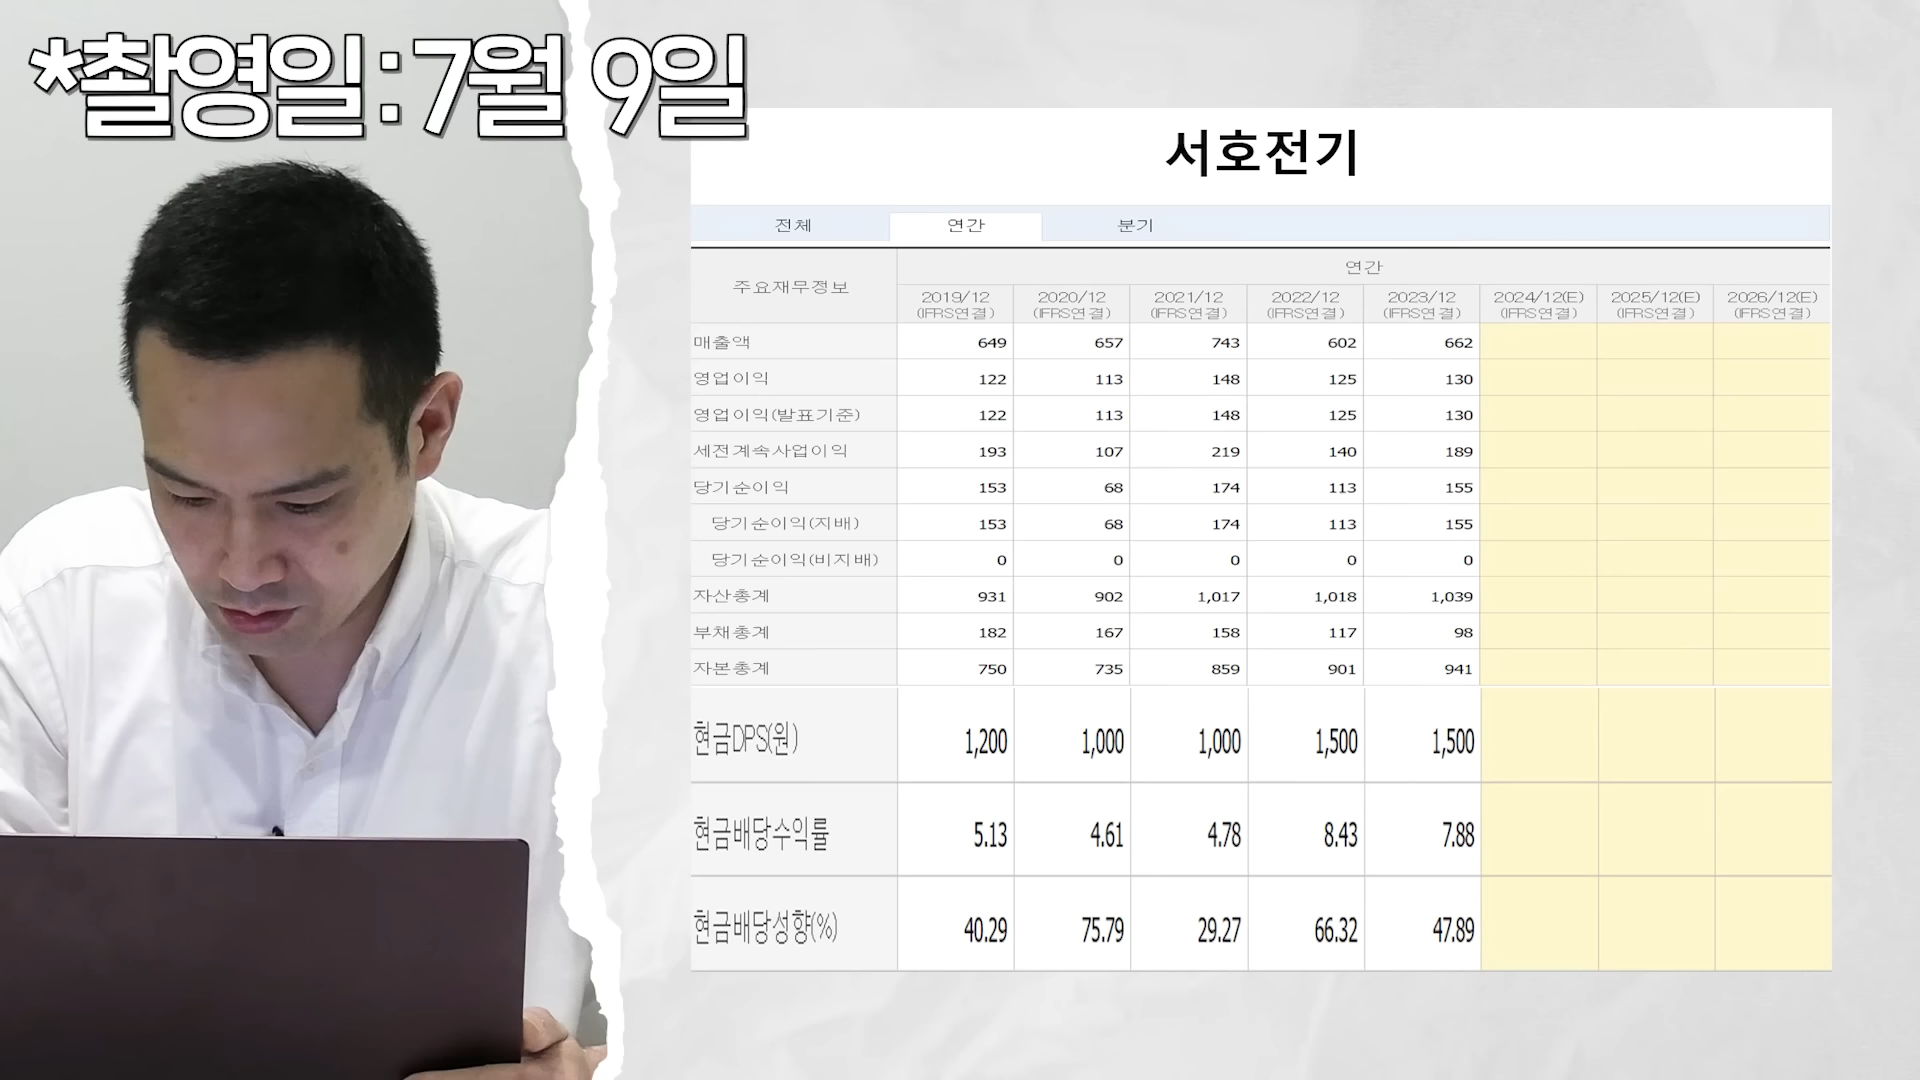 *촬영일 : 7월 9일
서호전기
전체 연간 분기
주요재무정보 연간
2019/12 2020/12 2021/12 2022/12 2023/12 2024/12(E) 2025/12(E) 2026/12(E)
(IFRS연결) (IFRS연결) (IFRS연결) (IFRS연결) (IFRS연결) (IFRS연결) (IFRS연결) (IFRS연결)
매출액 649 657 743 602 662
영업이익 122 113 148 125 130
영업이익(발표기준) 122 113 148 125 130
세전계속사업이익 193 107 219 140 189
당기순이익 153 68 174 113 155
당기순이익(지배) 153 68 174 113 155
당기순이익(비지배) 0 0 0 0 0
자산총계 931 902 1,017 1,018 1,039
부채총계 182 167 158 117 98
자본총계 750 735 859 901 941
현금DPS(원) 1,200 1,000 1,000 1,500 1,500
현금배당수익률 5.13 4.61 4.78 8.43 7.88
현금배당성향(%) 40.29 75.79 29.27 66.32 47.89